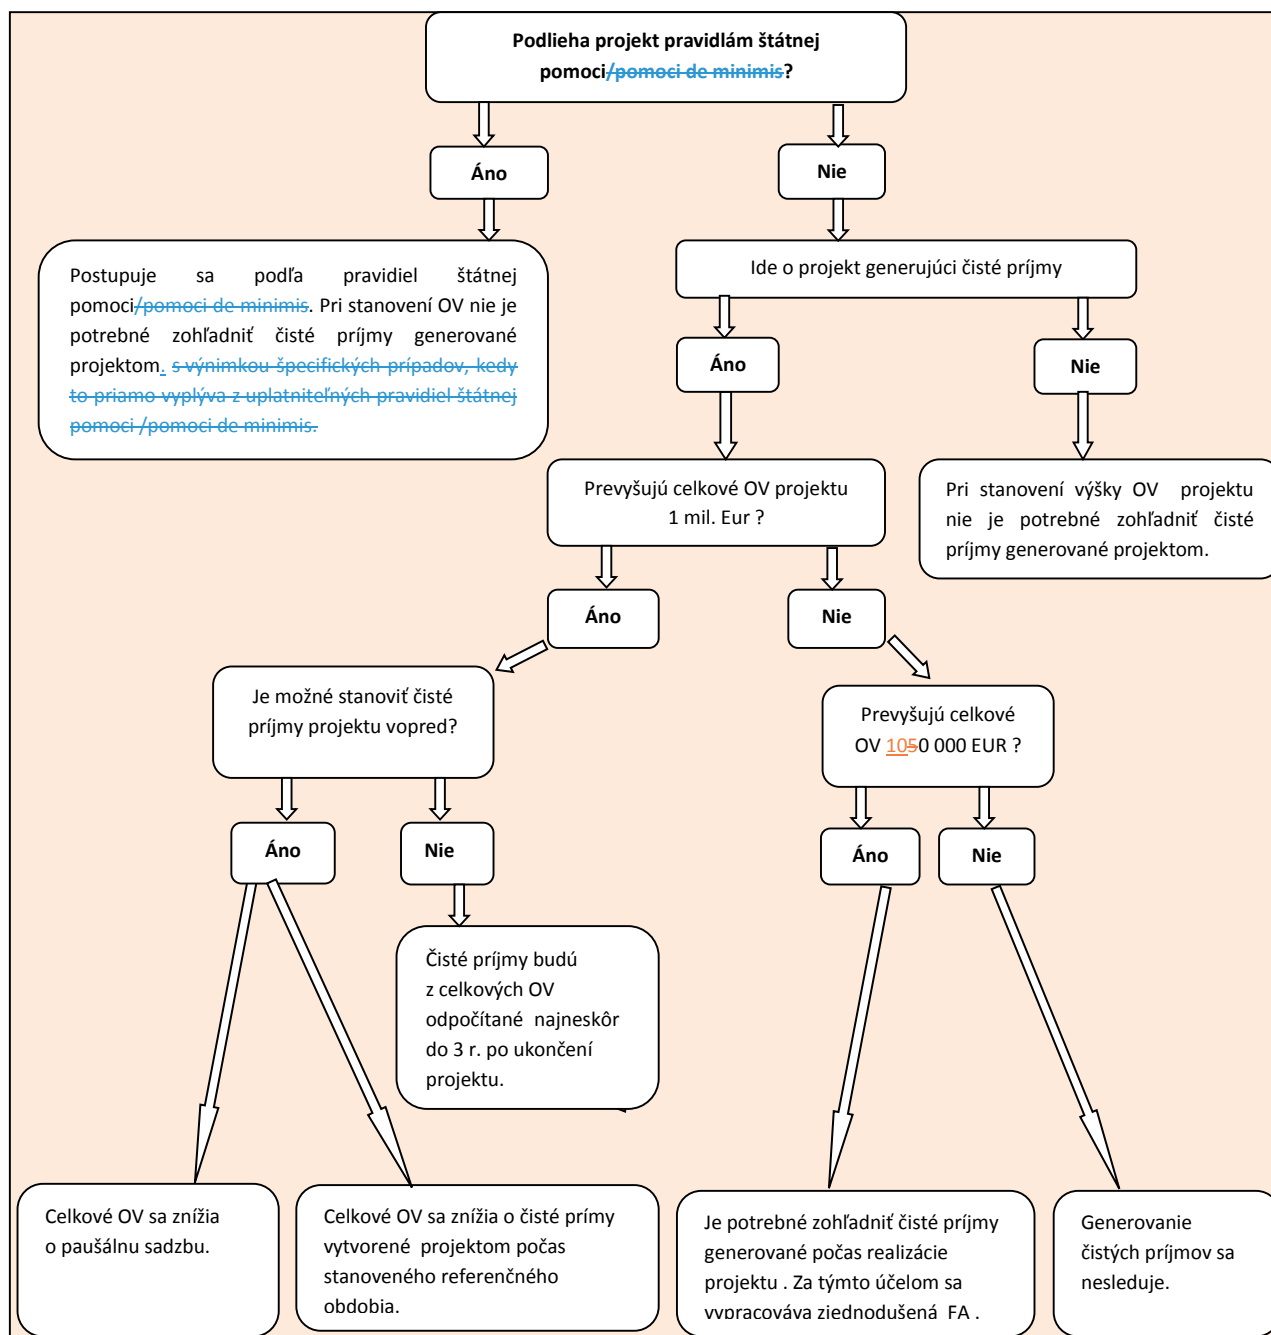 Podlieha projekt pravidlám štátnej
pomoci/pomoci de minimis?
Áno
Nie
Postupuje sa podľa pravidiel štátnej
pomoci/pomoci de minimis. Pri stanovení OV nie je
potrebné zohľadniť čisté príjmy generované
projektom. s výnimkou špecifických prípadov, kedy
to priamo vyplýva z uplatniteľných pravidiel štátnej
pomoci /pomoci de minimis.
Ide o projekt generujúci čisté príjmy
Áno
Nie
Prevyšujú celkové OV projektu
1 mil. Eur ?
Pri stanovení výšky OV projektu
nie je potrebné zohľadniť čisté
príjmy generované projektom.
Áno
Nie
Je možné stanoviť čisté
príjmy projektu vopred?
Prevyšujú celkové
OV 1050 000 EUR ?
Áno
Nie
Áno
Nie
Čisté príjmy budú
z celkových OV
odpočítané najneskôr
do 3 r. po ukončení
projektu.
Celkové OV sa znížia
o paušálnu sadzbu.
Celkové OV sa znížia o čisté prímy
vytvorené projektom počas
stanoveného referenčného
obdobia.
Je potrebné zohľadniť čisté príjmy
generované počas realizácie
projektu . Za týmto účelom sa
vypracováva zjednodušená FA .
Generovanie
čistých príjmov sa
nesleduje.